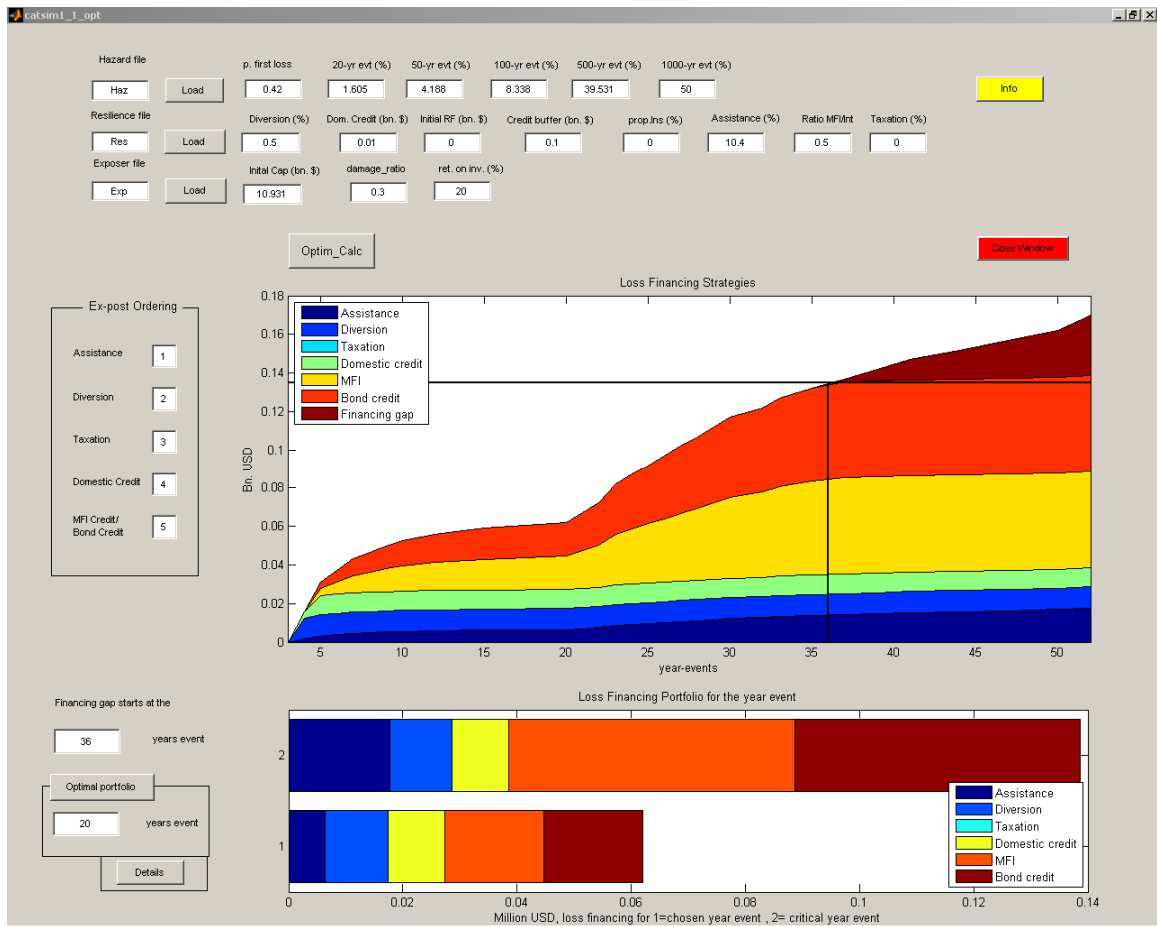 catsim1_1_opt
Hazard file
p. first loss 20-yr evt (%) 50-yr evt (%) 100-yr evt (%) 500-yr evt (%) 1000-yr evt (%)
Haz Load 0.42 1.605 4.188 8.338 39.531 50 Info
Resilience file
Diversion (%) Dom. Credit (bn. $) Initial RF (bn. $) Credit buffer (bn. $) prop.Ins (%) Assistance (%) Ratio MFI/Int Taxation (%)
Res Load 0.5 0.01 0 0.1 0 10.4 0.5 0
Exposer file
Inital Cap (bn. $) damage_ratio ret. on inv. (%)
Exp Load 10.931 0.3 20
Optim_Calc Close Window
Loss Financing Strategies
Ex-post Ordering
Assistance 1
Diversion 2
Taxation 3
Domestic Credit 4
MFI Credit/
Bond Credit 5
0.18
0.16
0.14
0.12
0.1
0.08
0.06
0.04
0.02
0
Bn. USD
Assistance
Diversion
Taxation
Domestic credit
MFI
Bond credit
Financing gap
5 10 15 20 25 30 35 40 45 50
year-events
Loss Financing Portfolio for the year event
Financing gap starts at the
36 years event
Optimal portfolio
20 years event
Details
2
1
Assistance
Diversion
Taxation
Domestic credit
MFI
Bond credit
0 0.02 0.04 0.06 0.08 0.1 0.12 0.14
Million USD, loss financing for 1=chosen year event , 2= critical year event